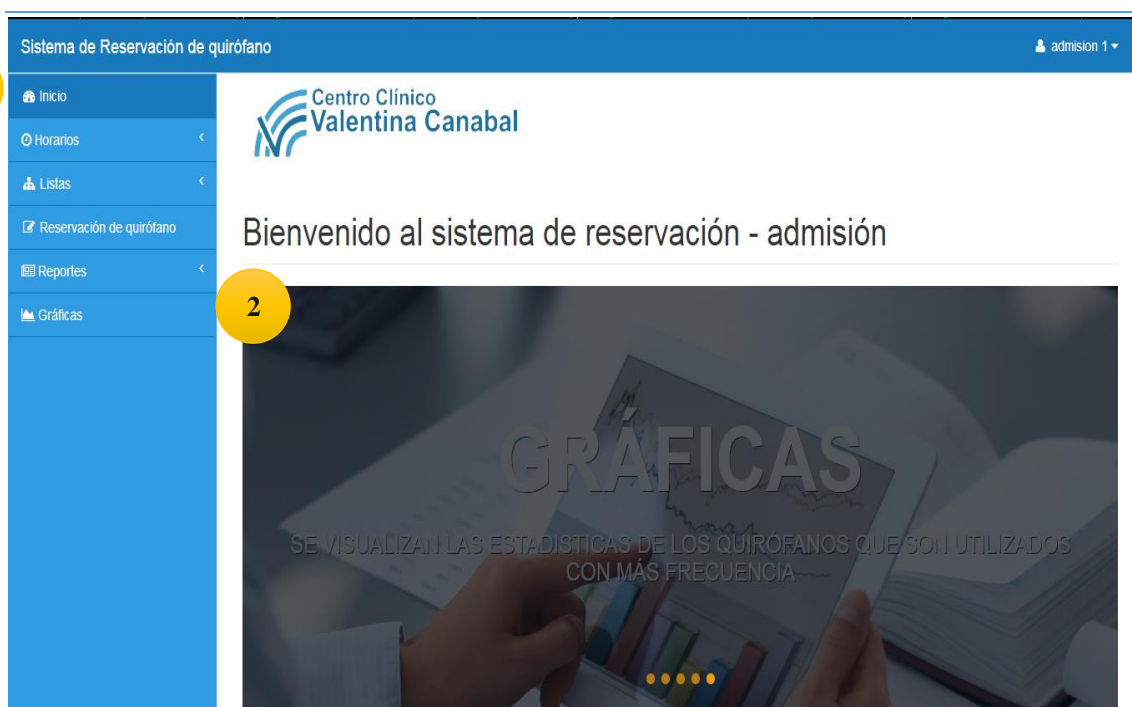 Sistema de Reservación de quirófano
admision 1
Inicio
Horarios
Listas
Reservación de quirófano
Reportes
Gráficas
Centro Clínico
Valentina Canabal
Bienvenido al sistema de reservación - admisión
2
GRÁFICAS
SE VISUALIZAN LAS ESTADISTICAS DE LOS QUIRÓFANOS QUE SON UTILIZADOS
CON MÁS FRECUENCIA